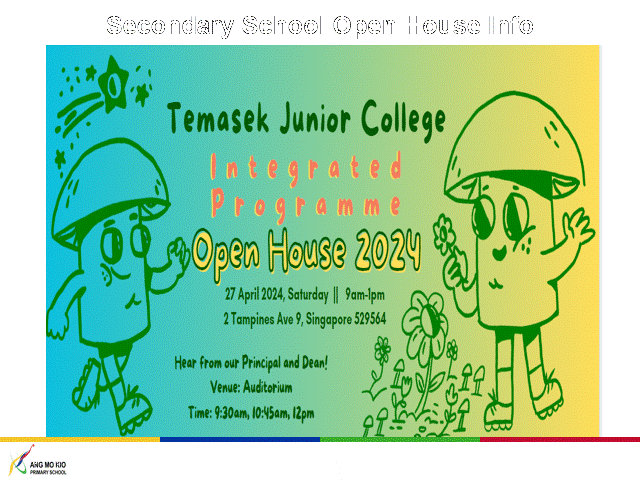 Secondary School Open House Info
Temasek Junior College
Integrated
Programme
Open House 2024
27 April 2024, Saturday || 9am-1pm
2 Tampines Ave 9, Singapore 529564
Hear from our Principal and Dean!
Venue: Auditorium
Time: 9:30am, 10:45am, 12pm
ANG MO KIO
PRIMARY SCHOOL